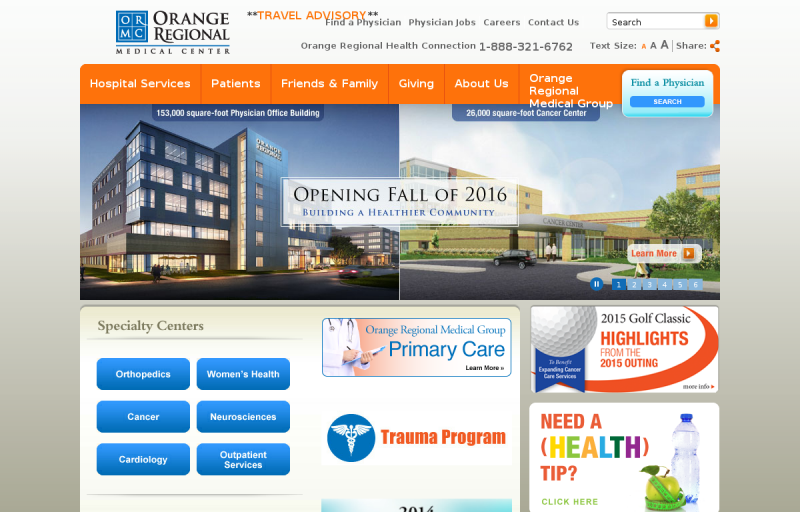 ORMC
ORANGE REGIONAL
MEDICAL CENTER
**TRAVEL ADVISORY**
Find a Physician Physician Jobs Careers Contact Us
Search
Orange Regional Health Connection 1-888-321-6762
Text Size: A A A Share:
Hospital Services
Patients
Friends & Family
Giving
About Us
Orange
Regional
Medical Group
Find a Physician
SEARCH
153,000 square-foot Physician Office Building
26,000 square-foot Cancer Center
ORANGE
REGIONAL
OPENING FALL OF 2016
BUILDING A HEALTHIER COMMUNITY
CANCER CENTER
Learn More
1 2 3 4 5 6
Specialty Centers
Orthopedics
Women's Health
Cancer
Neurosciences
Cardiology
Outpatient
Services
Orange Regional Medical Group
Primary Care
Learn More »
Trauma Program
2014
2015 Golf Classic
HIGHLIGHTS
FROM THE
2015 OUTING
To Benefit
Expanding Cancer
Care Services
more info
NEED A
(HEALTH)
TIP?
CLICK HERE